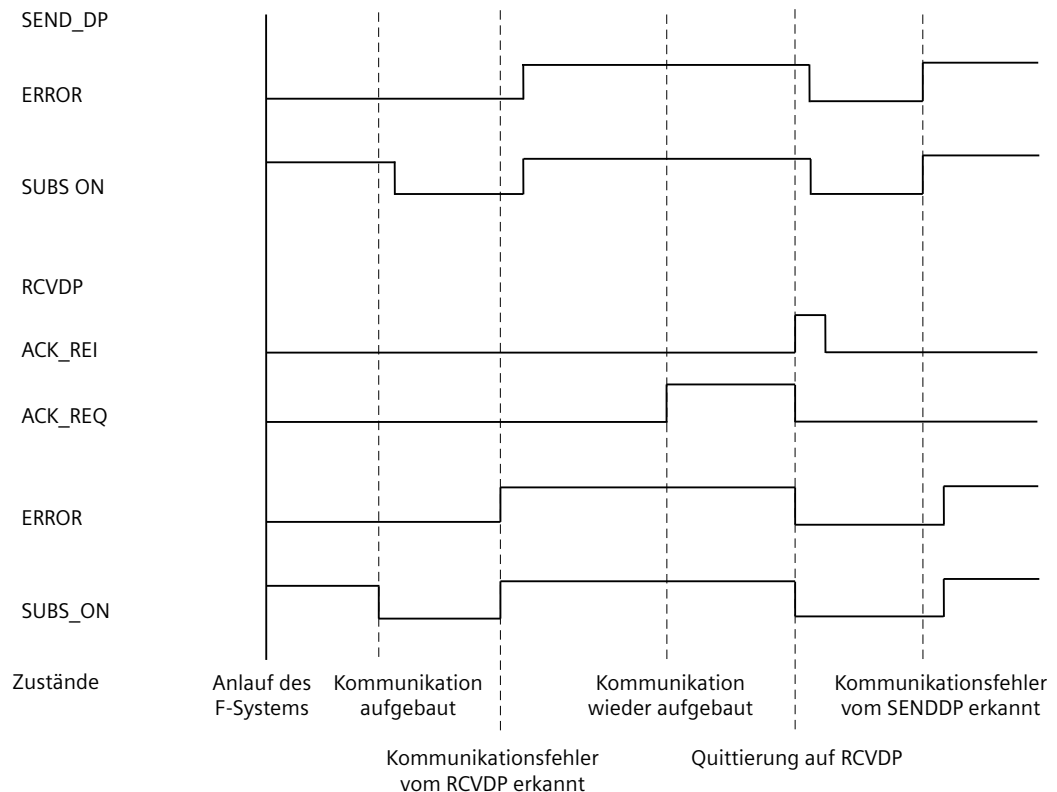 SEND_DP
ERROR
SUBS ON
RCVDP
ACK_REI
ACK_REQ
ERROR
SUBS_ON
Zustände
Anlauf des
F-Systems
Kommunikation
aufgebaut
Kommunikation
wieder aufgebaut
Kommunikationsfehler
vom SENDDP erkannt
Kommunikationsfehler
vom RCVDP erkannt
Quittierung auf RCVDP